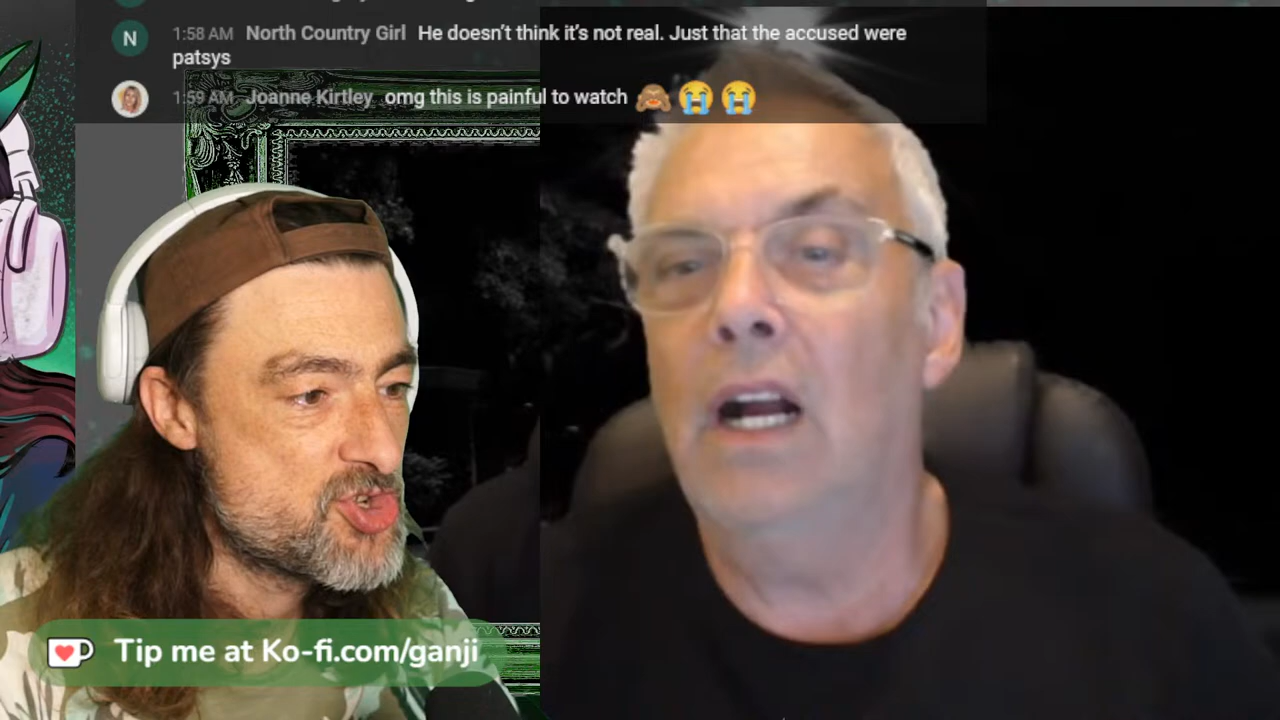 N
1:58 AM North Country Girl He doesn't think it's not real. Just that the accused were
patsys
1:59 AM Joanne Kirtley omg this is painful to watch 🙈 😭 😭
Tip me at Ko-fi.com/ganji